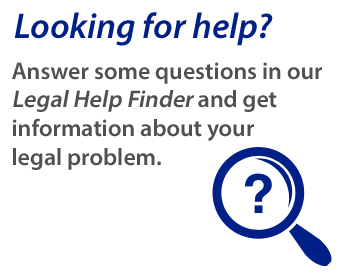 Looking for help?
Answer some questions in our
Legal Help Finder and get
information about your
legal problem.
?